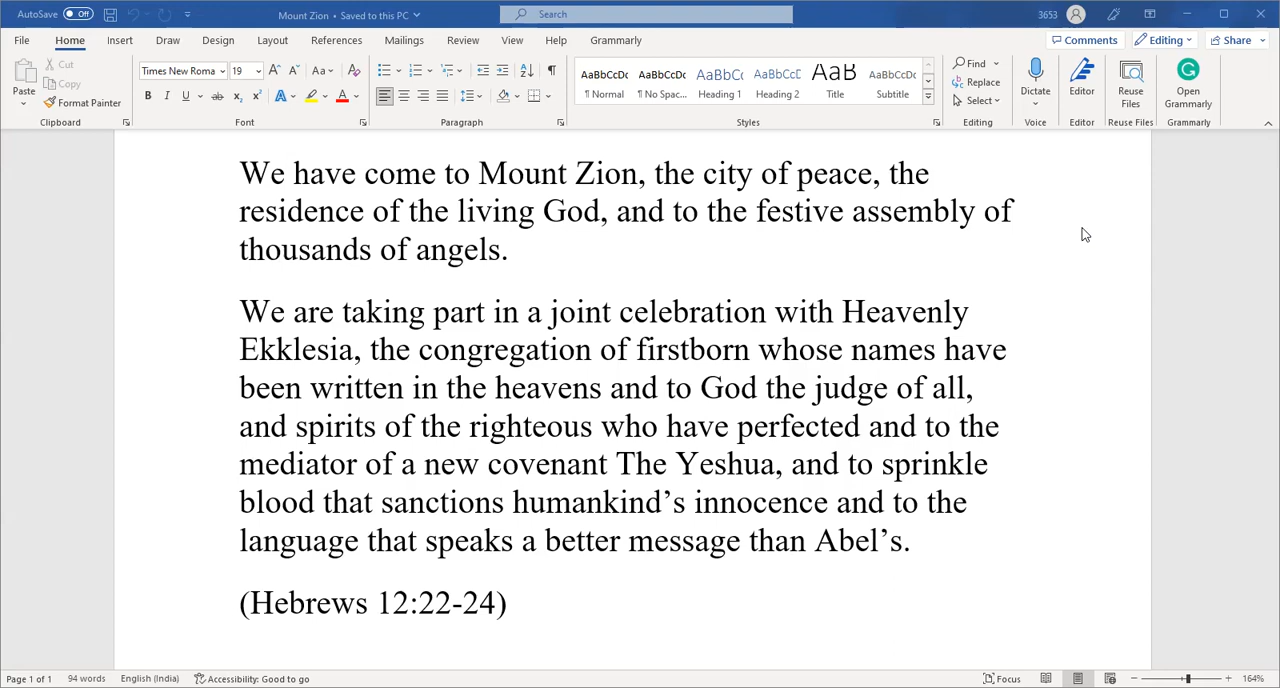 AutoSave Off Mount Zion • Saved to this PC Search 3653
File Home Insert Draw Design Layout References Mailings Review View Help Grammarly Comments Editing Share
Paste Cut Copy Format Painter
Times New Roma 19 Aa
B I U ab x₂ x² A A
AaBbCcDc AaBbCcDc AaBbC( AaBbCcD AaB AaBbCcD
¶ Normal ¶ No Spac... Heading 1 Heading 2 Title Subtitle
Find Replace Select
Dictate Editor Reuse Files Open Grammarly
Clipboard Font Paragraph Styles Editing Voice Editor Reuse Files Grammarly
We have come to Mount Zion, the city of peace, the
residence of the living God, and to the festive assembly of
thousands of angels.
We are taking part in a joint celebration with Heavenly
Ekklesia, the congregation of firstborn whose names have
been written in the heavens and to God the judge of all,
and spirits of the righteous who have perfected and to the
mediator of a new covenant The Yeshua, and to sprinkle
blood that sanctions humankind’s innocence and to the
language that speaks a better message than Abel’s.
(Hebrews 12:22-24)
Page 1 of 1 94 words English (India) Accessibility: Good to go Focus 164%